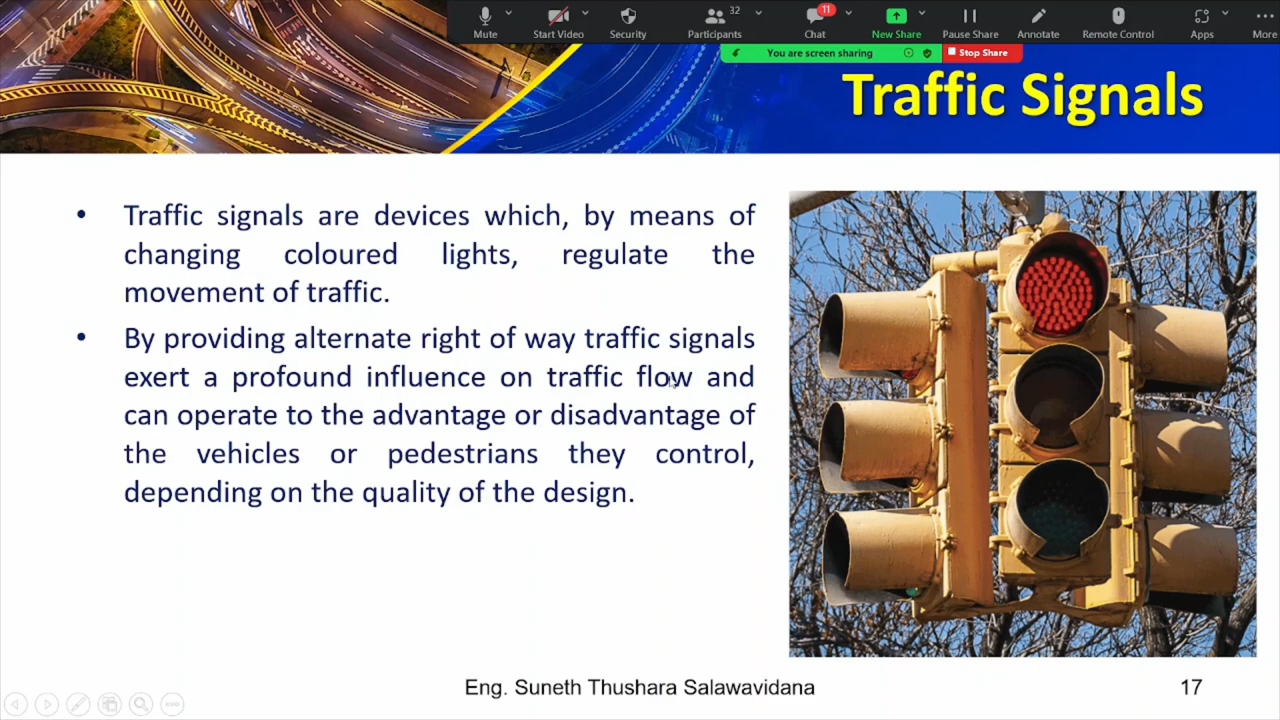 Mute
Start Video
Security
32
Participants
11
Chat
New Share
Pause Share
Annotate
Remote Control
Apps
More
You are screen sharing
Stop Share
Traffic Signals
• Traffic signals are devices which, by means of
changing coloured lights, regulate the
movement of traffic.
• By providing alternate right of way traffic signals
exert a profound influence on traffic flow and
can operate to the advantage or disadvantage of
the vehicles or pedestrians they control,
depending on the quality of the design.
Eng. Suneth Thushara Salawavidana
17